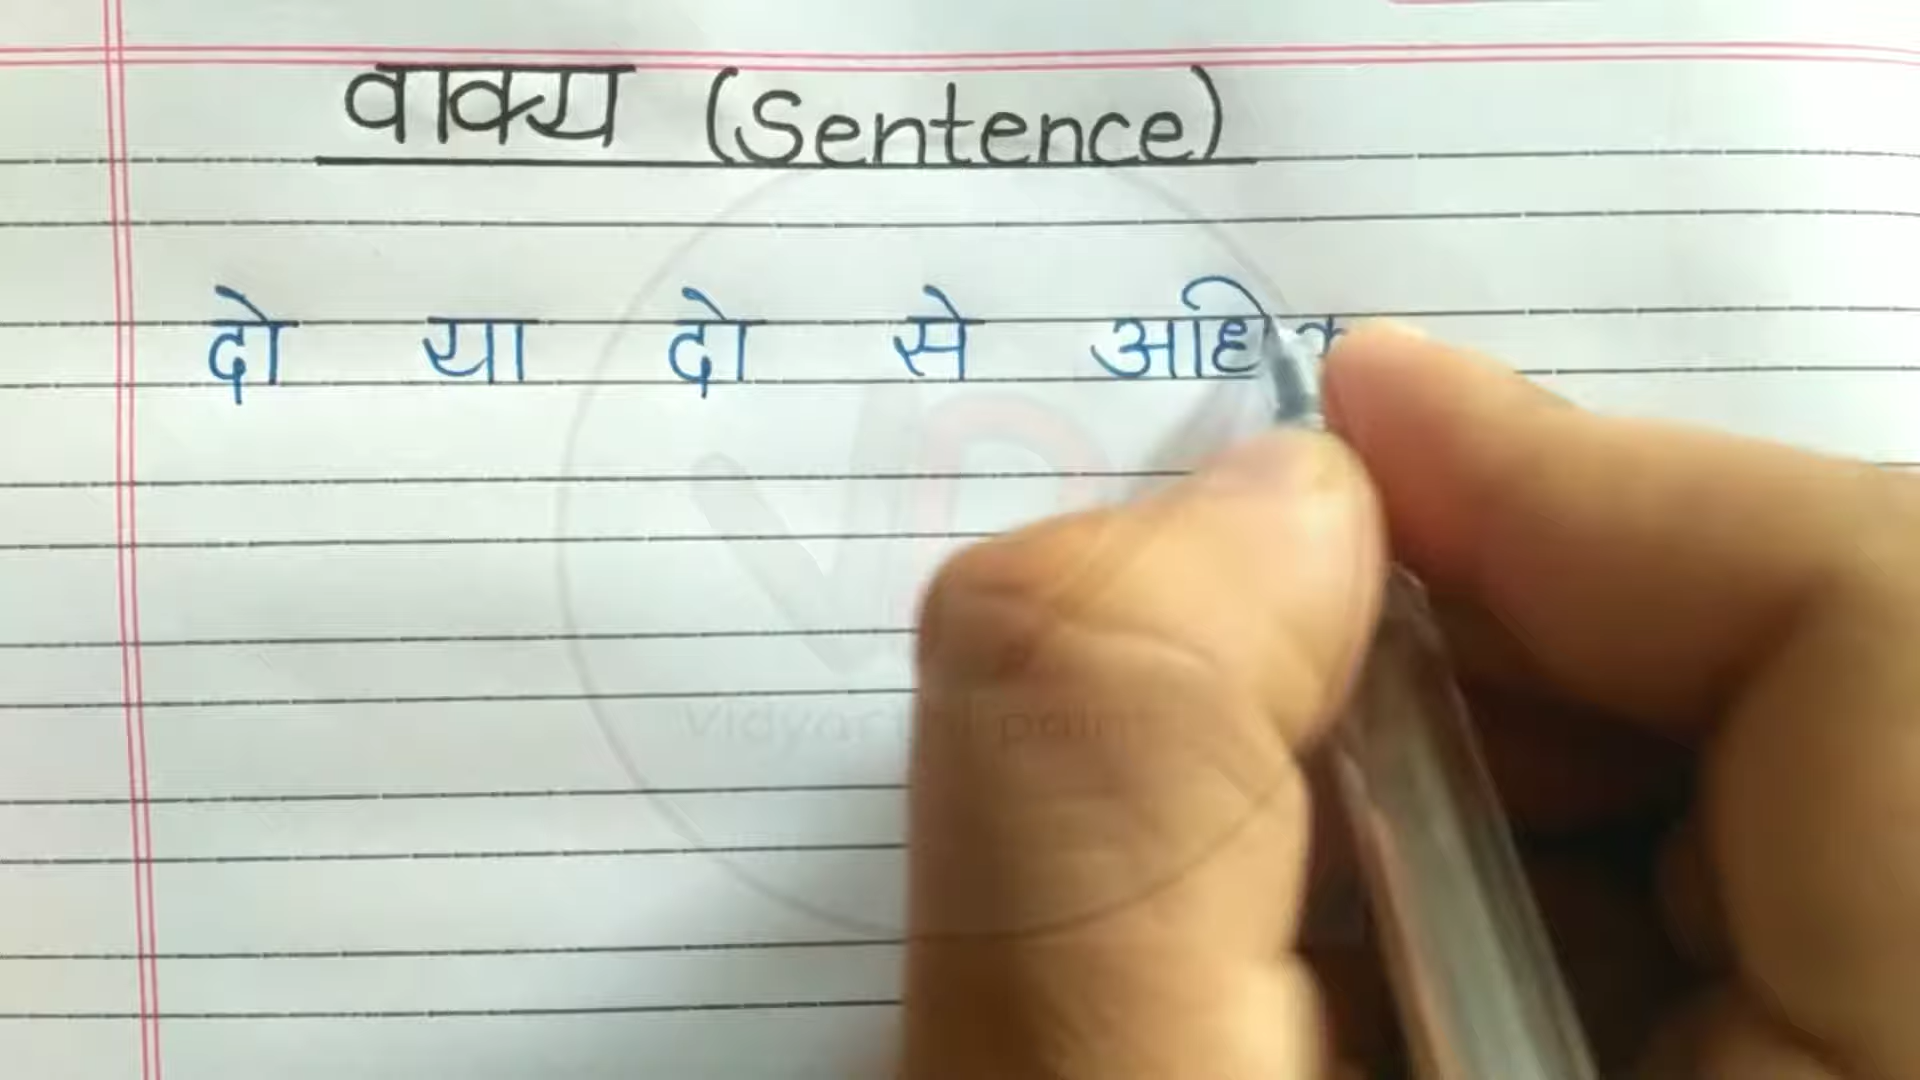 वाक्य (Sentence)
दो या दो से अधिक